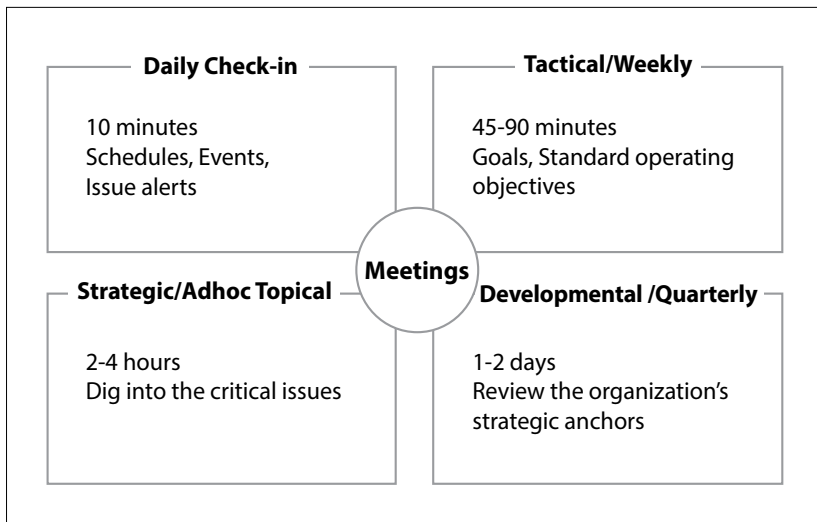 Daily Check-in
10 minutes
Schedules, Events,
Issue alerts
Tactical/Weekly
45-90 minutes
Goals, Standard operating
objectives
Meetings
Strategic/Adhoc Topical
2-4 hours
Dig into the critical issues
Developmental /Quarterly
1-2 days
Review the organization’s
strategic anchors